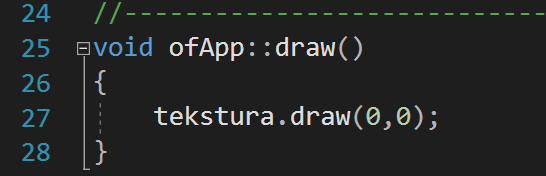 24 //----------------------------
25 void ofApp::draw()
26 {
27 tekstura.draw(0,0);
28 }